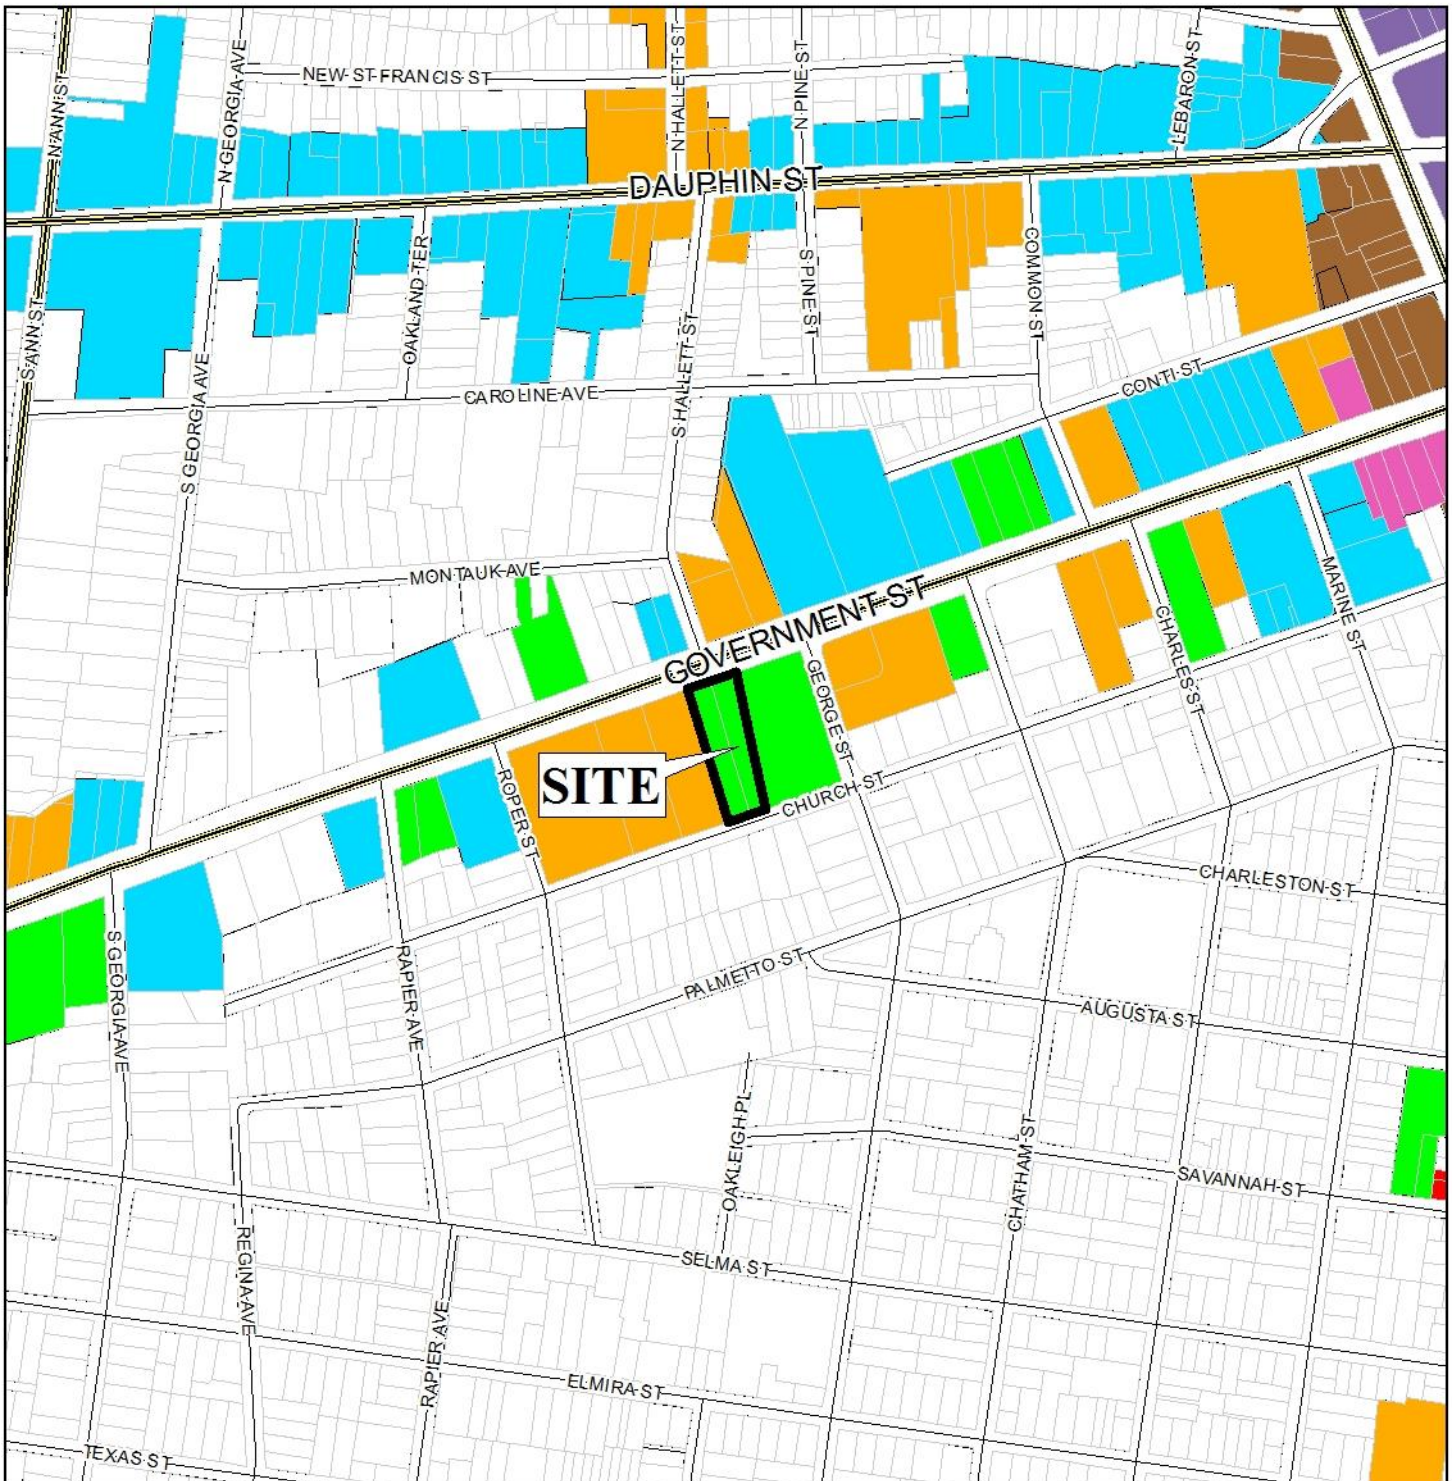 NEW ST FRANCIS ST
N ANN ST
N GEORGIA AVE
N HALLETT ST
N PINE ST
LEBARON ST
DAUPHIN ST
S ANN ST
S GEORGIA AVE
OAKLAND TER
S HALLETT ST
S PINE ST
COMMON ST
CAROLINE AVE
CONTI ST
MONTAUK AVE
GOVERNMENT ST
CHARLES ST
MARINE ST
GEORGE ST
SITE
ROPER ST
CHURCH ST
CHARLESTON ST
S GEORGIA AVE
RAPIER AVE
PALMETTO ST
AUGUSTA ST
OAKLEIGH PL
CHATHAM ST
SAVANNAH ST
REGINA AVE
SELMA ST
RAPIER AVE
ELMIRA ST
TEXAS ST